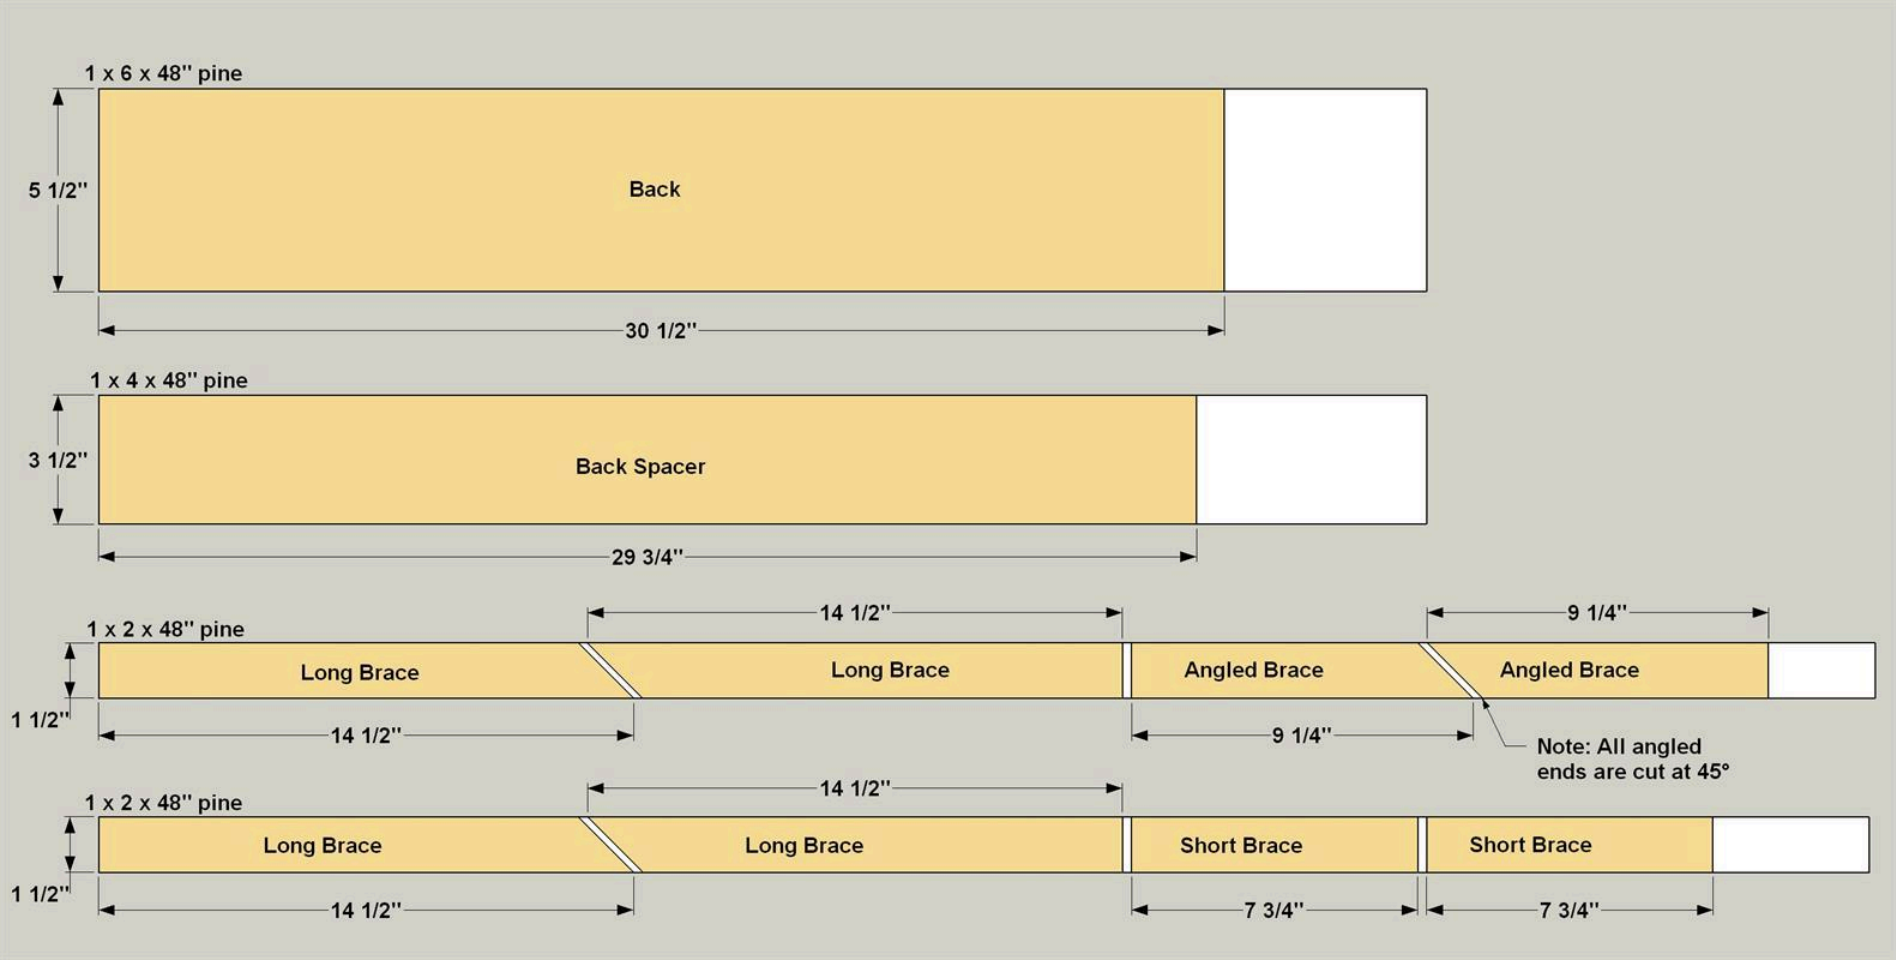 1 x 6 x 48" pine
5 1/2"
Back
30 1/2"
1 x 4 x 48" pine
3 1/2"
Back Spacer
29 3/4"
14 1/2"
9 1/4"
1 x 2 x 48" pine
Long Brace
Long Brace
Angled Brace
Angled Brace
1 1/2"
14 1/2"
9 1/4"
Note: All angled
ends are cut at 45°
14 1/2"
1 x 2 x 48" pine
Long Brace
Long Brace
Short Brace
Short Brace
1 1/2"
14 1/2"
7 3/4"
7 3/4"